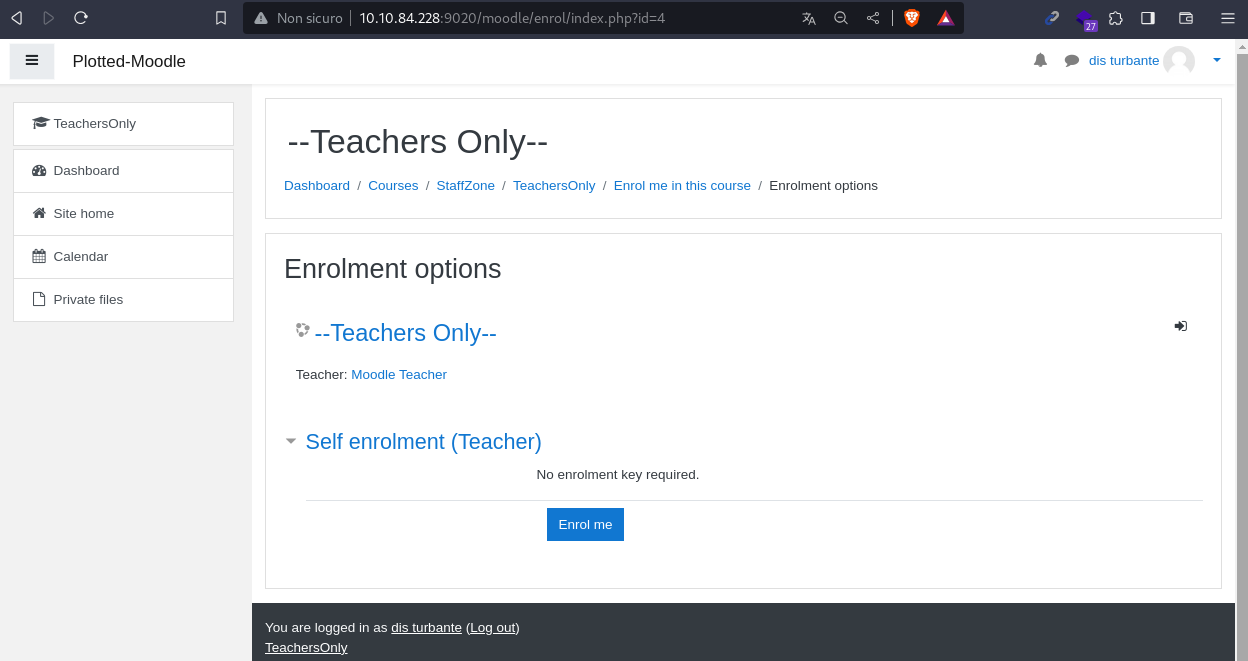 Non sicuro 10.10.84.228:9020/moodle/enrol/index.php?id=4
27
Plotted-Moodle
dis turbante
TeachersOnly
Dashboard
Site home
Calendar
Private files
--Teachers Only--
Dashboard / Courses / StaffZone / TeachersOnly / Enrol me in this course / Enrolment options
Enrolment options
--Teachers Only--
Teacher: Moodle Teacher
Self enrolment (Teacher)
No enrolment key required.
Enrol me
You are logged in as dis turbante (Log out)
TeachersOnly